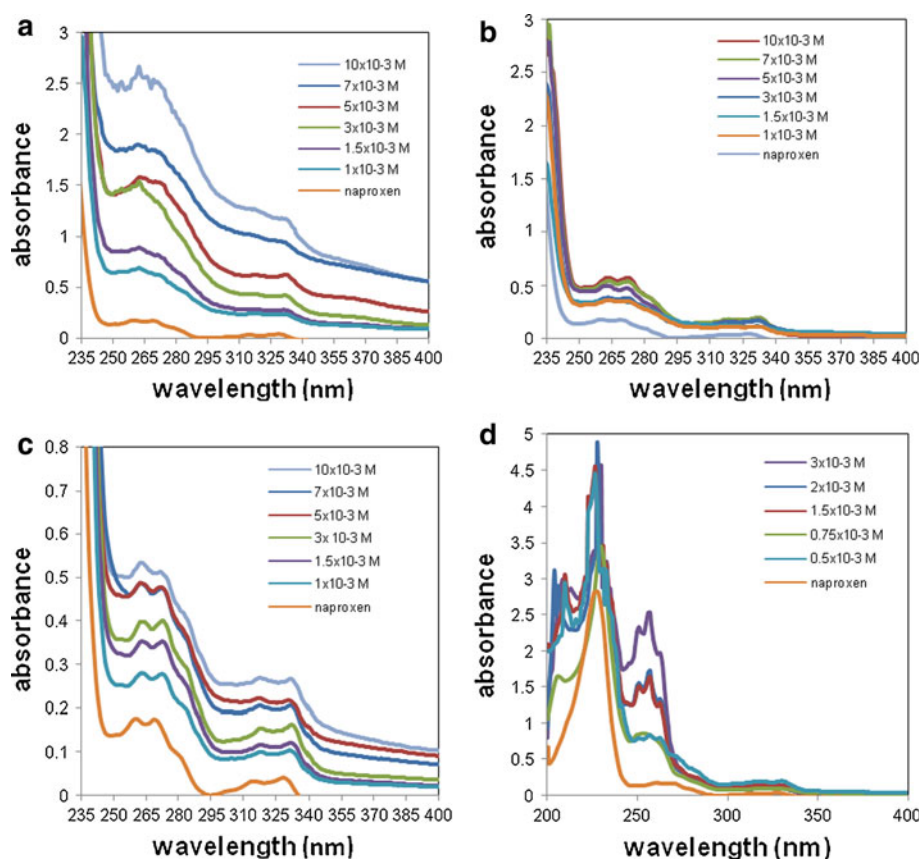 a
absorbance
3
2.5
2
1.5
1
0.5
0
10x10-3 M
7x10-3 M
5x10-3 M
3x10-3 M
1.5x10-3 M
1x10-3 M
naproxen
235 250 265 280 295 310 325 340 355 370 385 400
wavelength (nm)
b
absorbance
3
2.5
2
1.5
1
0.5
0
10x10-3 M
7x10-3 M
5x10-3 M
3x10-3 M
1.5x10-3 M
1x10-3 M
naproxen
235 250 265 280 295 310 325 340 355 370 385 400
wavelength (nm)
c
absorbance
0.8
0.7
0.6
0.5
0.4
0.3
0.2
0.1
0
10x10-3 M
7x10-3 M
5x10-3 M
3x 10-3 M
1.5x10-3 M
1x10-3 M
naproxen
235 250 265 280 295 310 325 340 355 370 385 400
wavelength (nm)
d
absorbance
5
4.5
4
3.5
3
2.5
2
1.5
1
0.5
0
3x10-3 M
2x10-3 M
1.5x10-3 M
0.75x10-3 M
0.5x10-3 M
naproxen
200 250 300 350 400
wavelength (nm)